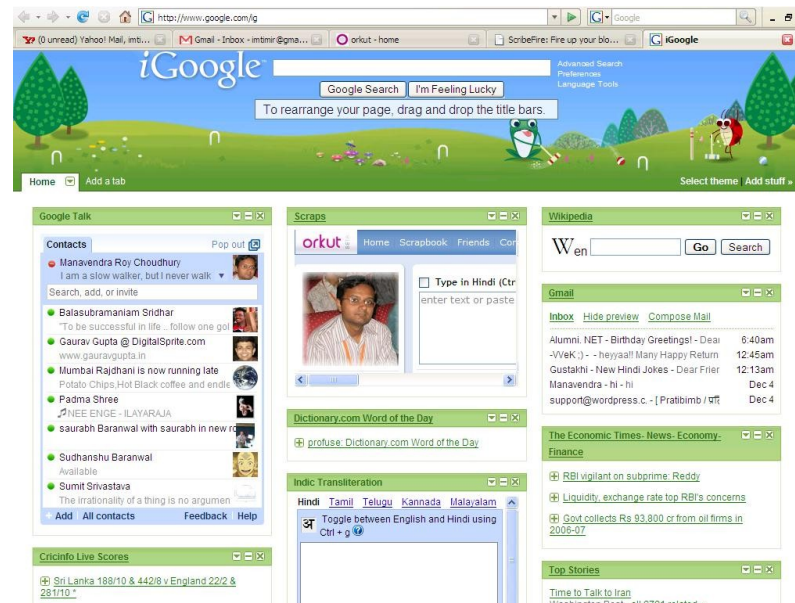 http://www.google.com/ig
Google
(0 unread) Yahoo! Mail, imti...
Gmail - Inbox - imtimir@gma...
orkut - home
ScribeFire: Fire up your blo...
iGoogle
iGoogle
Advanced Search
Preferences
Language Tools
Google Search
I'm Feeling Lucky
To rearrange your page, drag and drop the title bars.
Home
Add a tab
Select theme | Add stuff »
Google Talk
Contacts
Pop out
Manavendra Roy Choudhury
I am a slow walker, but I never walk
Search, add, or invite
Balasubramaniam Sridhar
"To be successful in life .. follow one gol
Gaurav Gupta @ DigitalSprite.com
www.gauravgupta.in
Mumbai Rajdhani is now running late
Potato Chips,Hot Black coffee and endle
Padma Shree
NEE ENGE - ILAYARAJA
saurabh Baranwal with saurabh in new ro
Sudhanshu Baranwal
Available
Sumit Srivastava
The irrationality of a thing is no argumen
Add
All contacts
Feedback
Help
Cricinfo Live Scores
Sri Lanka 188/10 & 442/8 v England 22/2 &
281/10 *
Scraps
orkut
Home
Scrapbook
Friends
Con
Type in Hindi (Ctr
enter text or paste
Dictionary.com Word of the Day
profuse: Dictionary.com Word of the Day
Indic Transliteration
Hindi
Tamil
Telugu
Kannada
Malayalam
अ
Toggle between English and Hindi using
Ctrl + g
Wikipedia
W en
Go
Search
Gmail
Inbox
Hide preview
Compose Mail
Alumni. NET - Birthday Greetings! - Deai 6:40am
-VVeK ;) - - heyyaa!! Many Happy Return 12:45am
Gustakhi - New Hindi Jokes - Dear Frier 12:13am
Manavendra - hi - hi Dec 4
support@wordpress.c. - [ Pratibimb / प्रति Dec 4
The Economic Times- News- Economy-
Finance
RBI vigilant on subprime: Reddy
Liquidity, exchange rate top RBI's concerns
Govt collects Rs 93,800 cr from oil firms in
2006-07
Top Stories
Time to Talk to Iran